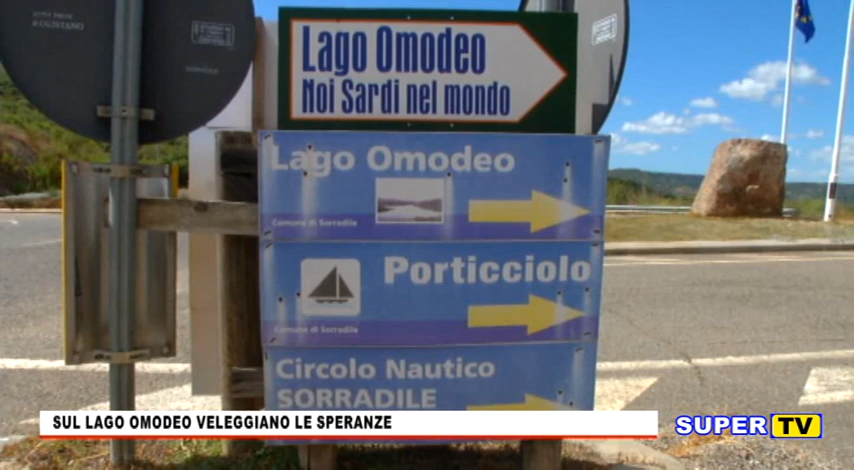 Lago Omodeo
Noi Sardi nel mondo
Lago Omodeo
Comune di Sorradile
Porticciolo
Comune di Sorradile
Circolo Nautico
SORRADILE
SUL LAGO OMODEO VELEGGIANO LE SPERANZE
SUPER TV